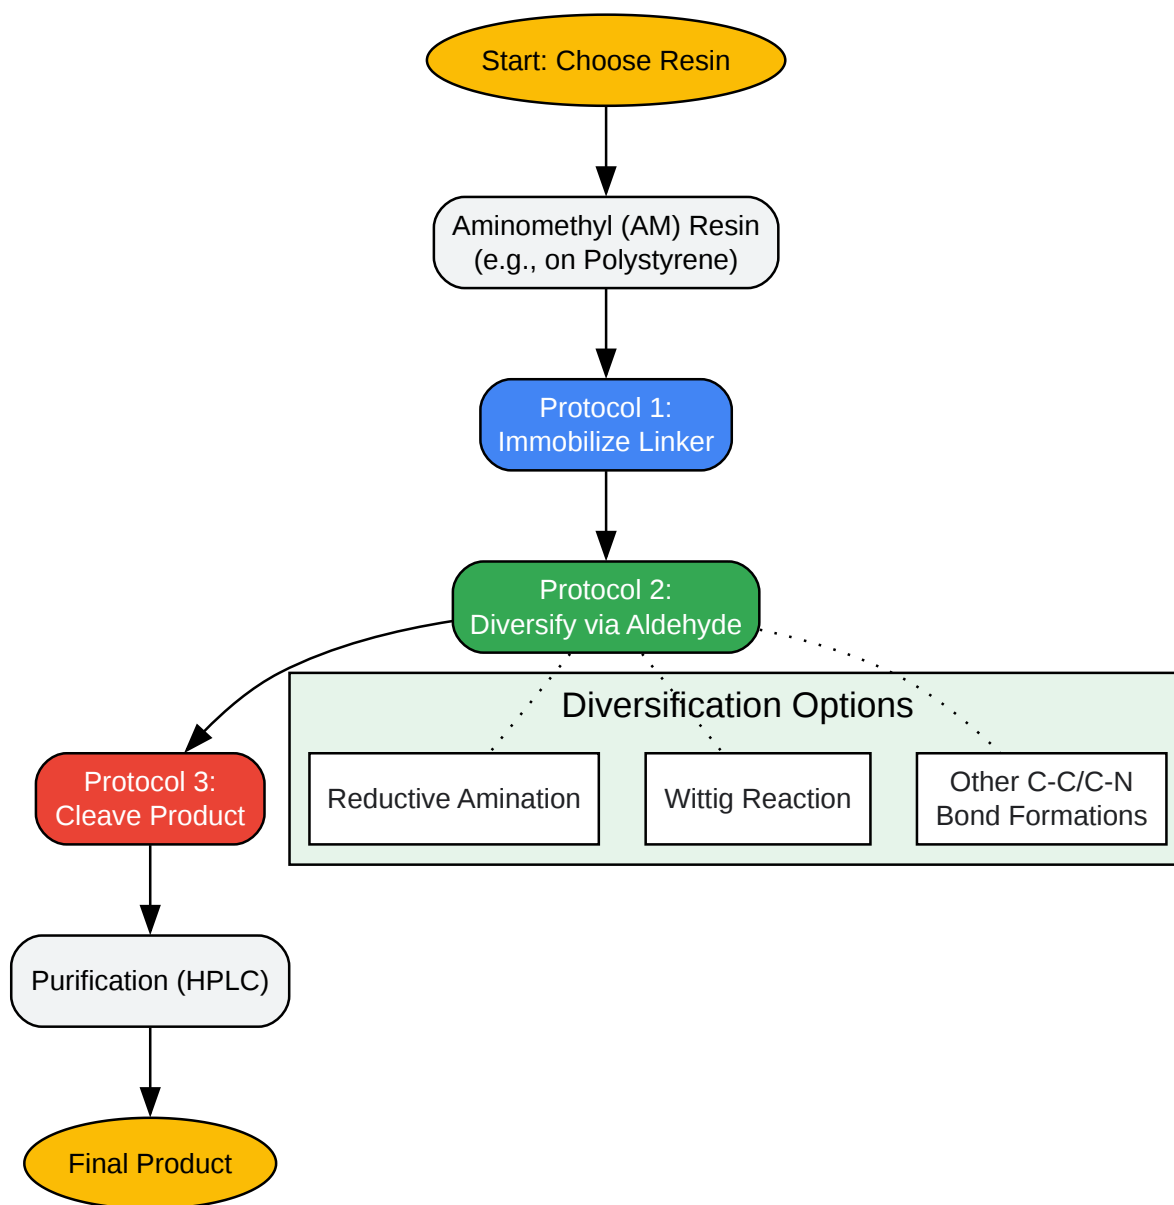 Start: Choose Resin
Aminomethyl (AM) Resin
(e.g., on Polystyrene)
Protocol 1:
Immobilize Linker
Protocol 2:
Diversify via Aldehyde
Diversification Options
Reductive Amination
Wittig Reaction
Other C-C/C-N
Bond Formations
Protocol 3:
Cleave Product
Purification (HPLC)
Final Product